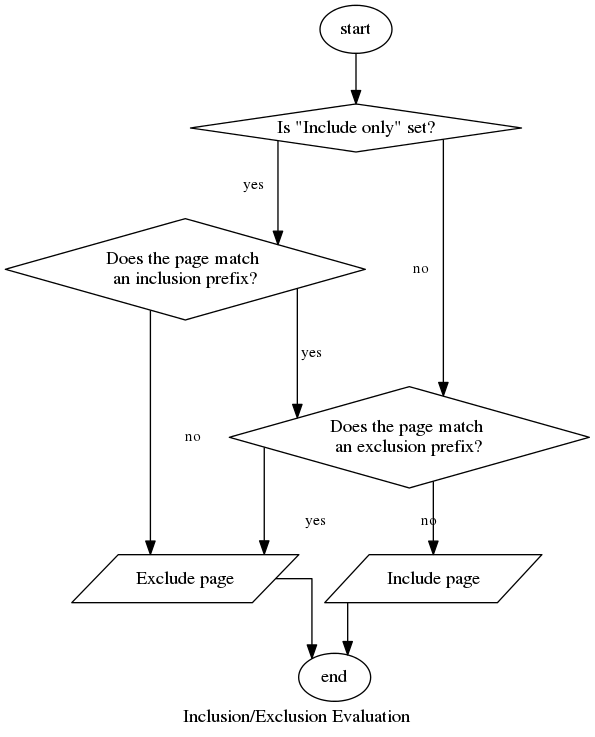 start
Is "Include only" set?
yes
Does the page match
an inclusion prefix?
no
yes
Does the page match
an exclusion prefix?
no
yes
no
Exclude page
Include page
end
Inclusion/Exclusion Evaluation